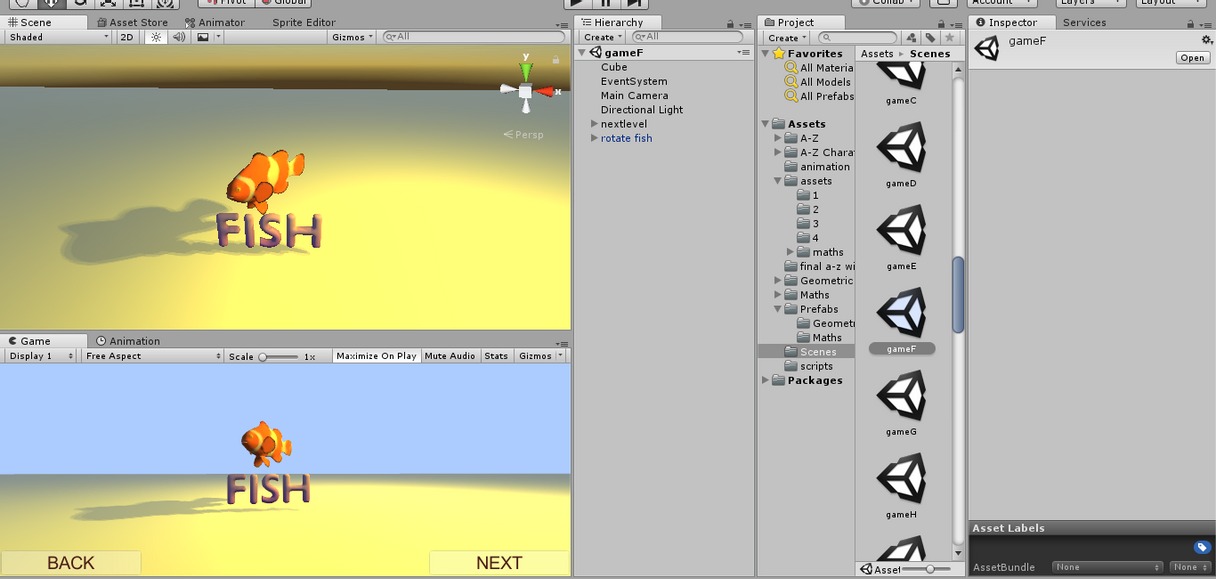 Pivot Global Collab Account Layers Layout
Scene Asset Store Animator Sprite Editor
Shaded 2D Gizmos All
y
x
Persp
FISH
Game Animation
Display 1 Free Aspect Scale 1x Maximize On Play Mute Audio Stats Gizmos
FISH
BACK NEXT
Hierarchy
Create All
gameF
Cube
EventSystem
Main Camera
Directional Light
nextlevel
rotate fish
Project
Create
Favorites
All Materia
All Models
All Prefabs
Assets
A-Z
A-Z Chara
animation
assets
1
2
3
4
maths
final a-z wi
Geometric
Maths
Prefabs
Geomet
Maths
Scenes
scripts
Packages
Assets Scenes
gameC
gameD
gameE
gameF
gameG
gameH
Asset
Inspector Services
gameF
Open
Asset Labels
AssetBundle None None